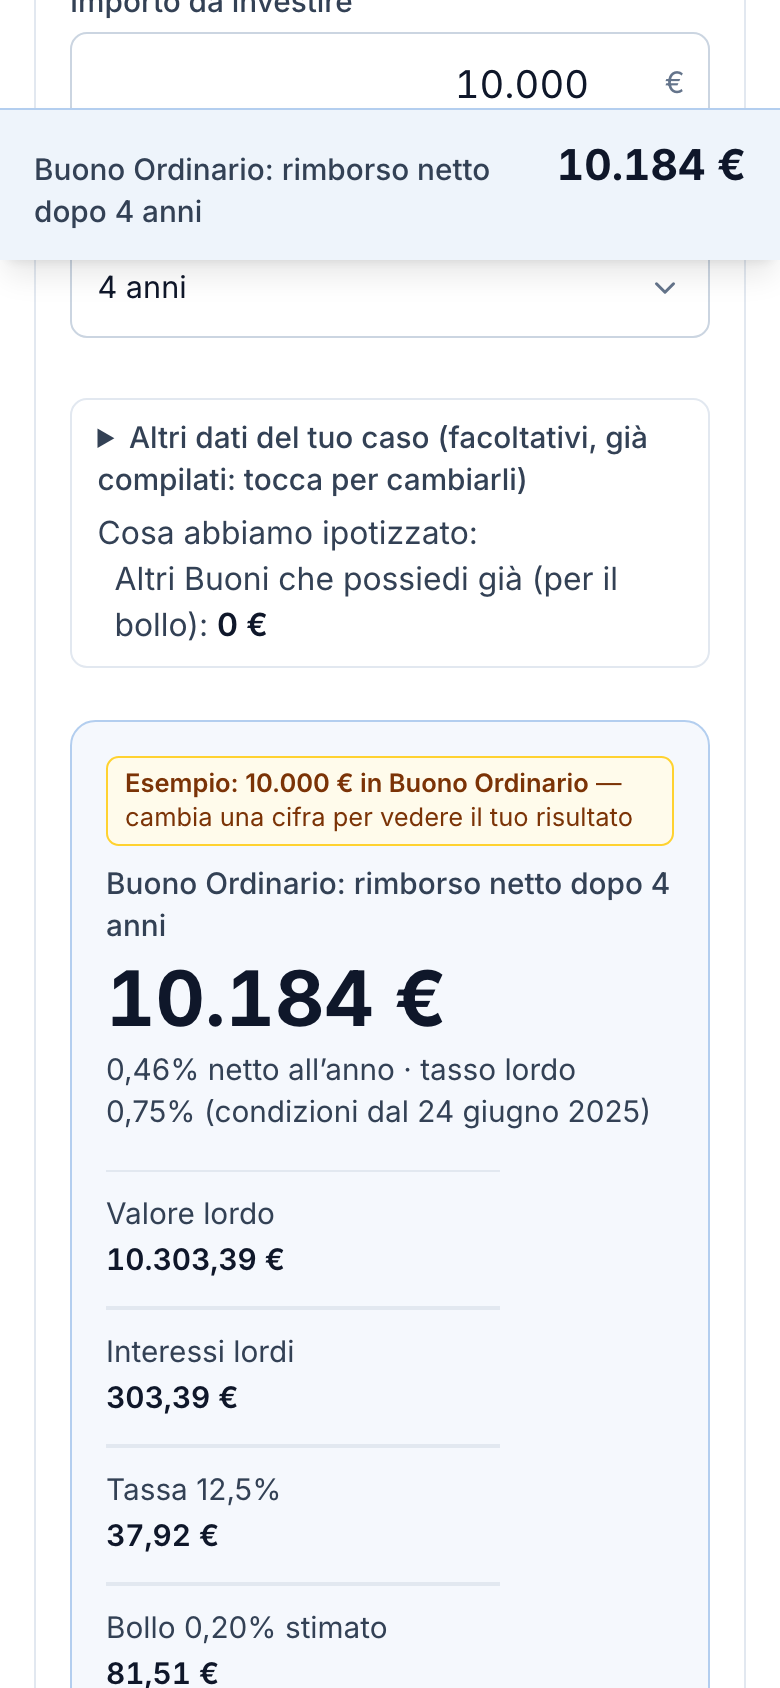 Importo da investire
10.000 €
Buono Ordinario: rimborso netto
dopo 4 anni
10.184 €
4 anni
▶ Altri dati del tuo caso (facoltativi, già
compilati: tocca per cambiarli)
Cosa abbiamo ipotizzato:
Altri Buoni che possiedi già (per il
bollo): 0 €
Esempio: 10.000 € in Buono Ordinario —
cambia una cifra per vedere il tuo risultato
Buono Ordinario: rimborso netto dopo 4
anni
10.184 €
0,46% netto all’anno · tasso lordo
0,75% (condizioni dal 24 giugno 2025)
Valore lordo
10.303,39 €
Interessi lordi
303,39 €
Tassa 12,5%
37,92 €
Bollo 0,20% stimato
81,51 €